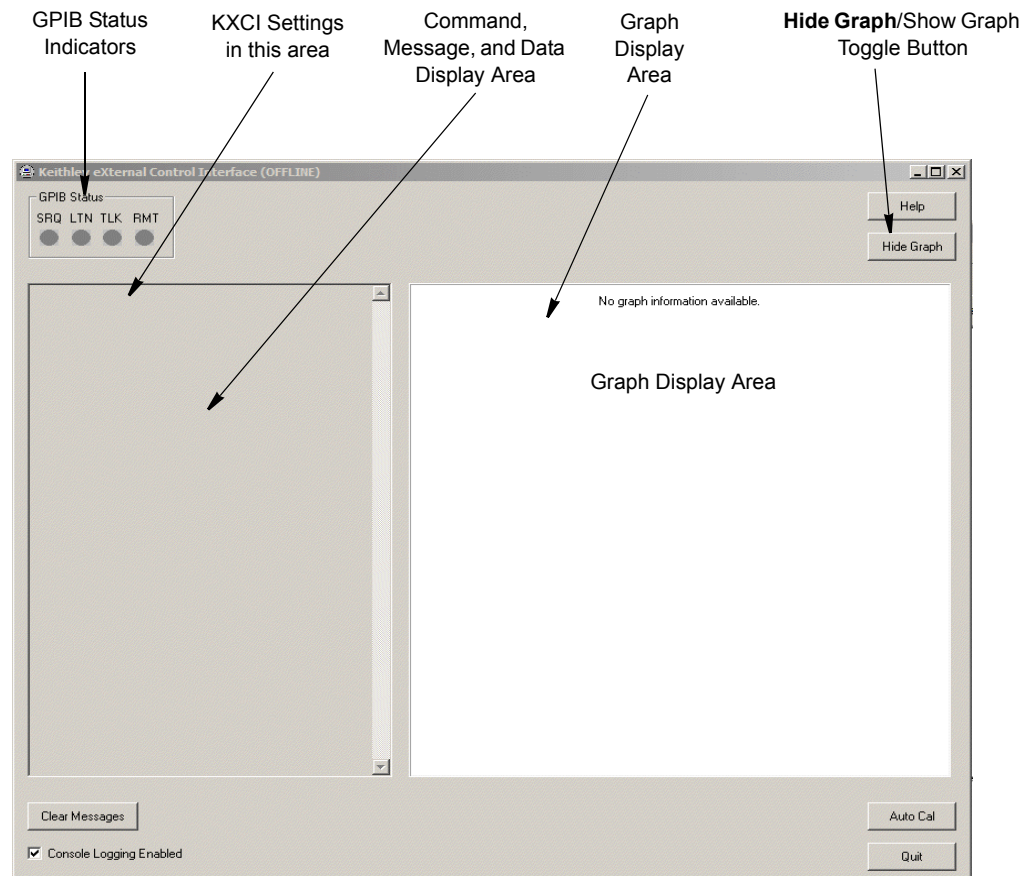 GPIB Status
Indicators
KXCI Settings
in this area
Command,
Message, and Data
Display Area
Graph
Display
Area
Hide Graph/Show Graph
Toggle Button
Keithley eXternal Control Interface (OFFLINE)
GPIB Status
SRQ LTN TLK RMT
Help
Hide Graph
No graph information available.
Graph Display Area
Clear Messages
Auto Cal
Console Logging Enabled
Quit